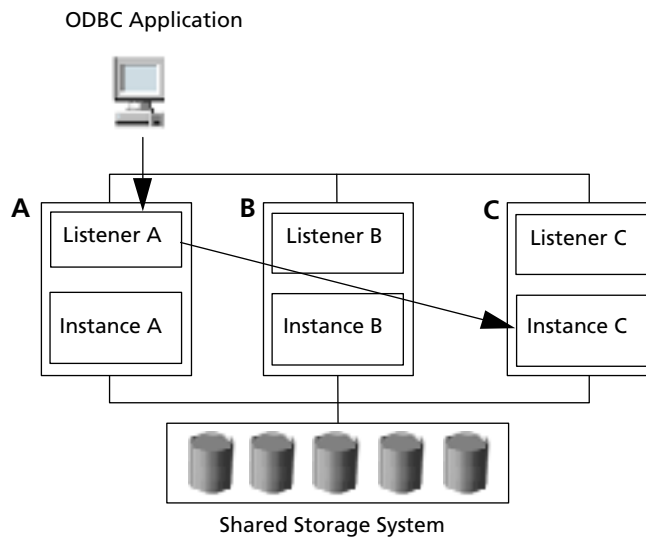 ODBC Application
A
Listener A
Instance A
B
Listener B
Instance B
C
Listener C
Instance C
Shared Storage System